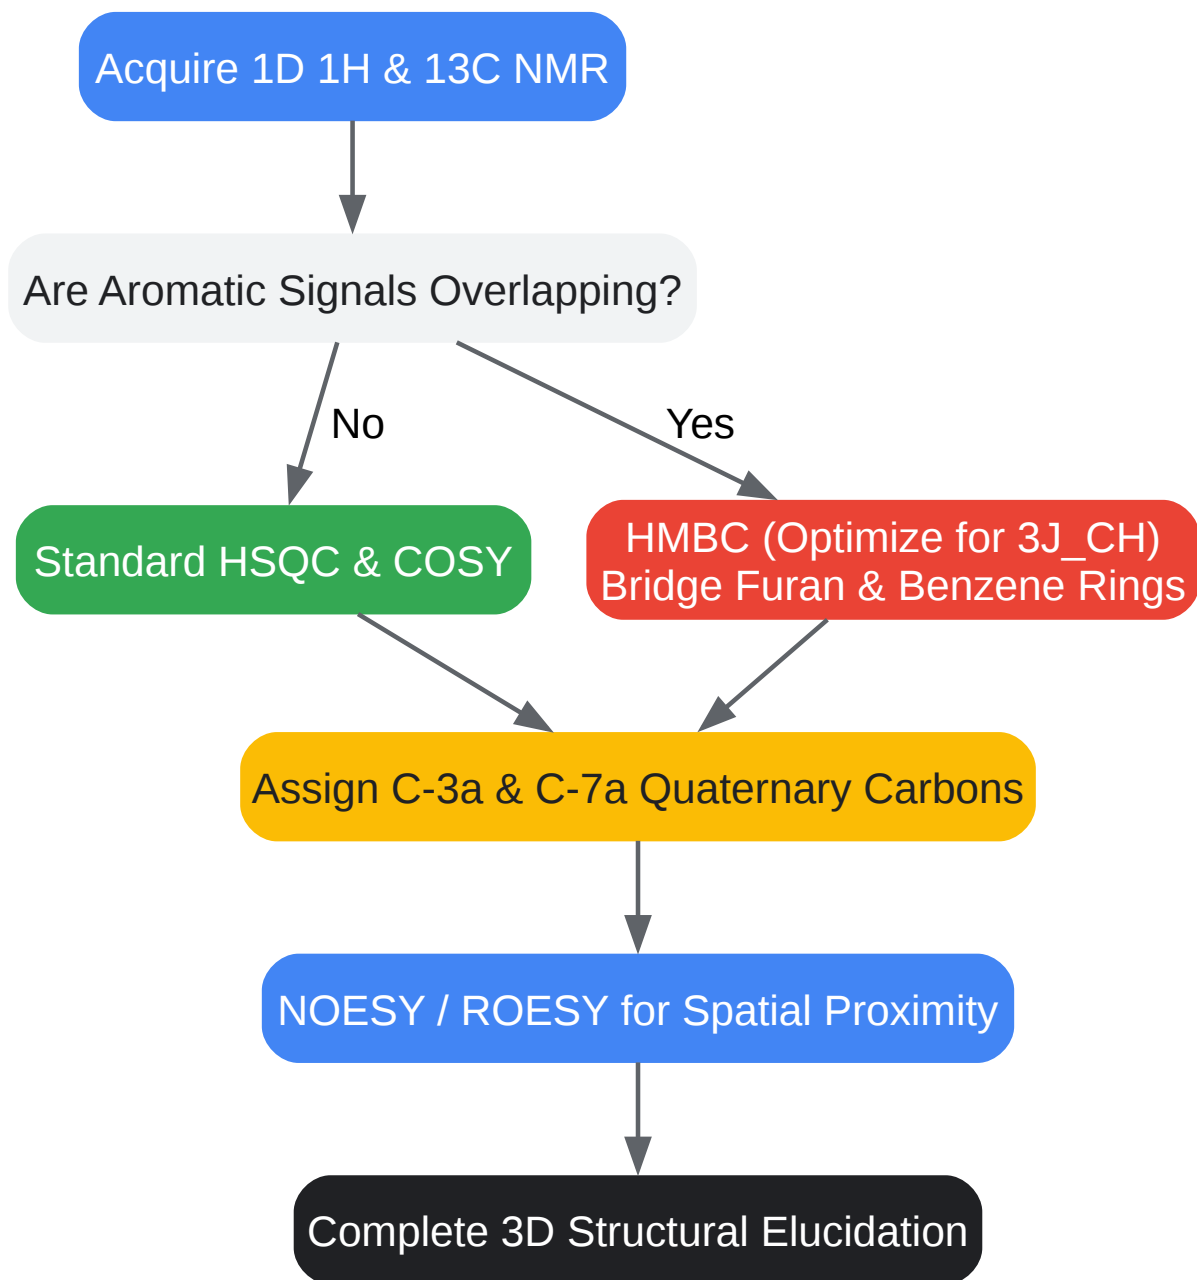 Acquire 1D 1H & 13C NMR
Are Aromatic Signals Overlapping?
No
Yes
Standard HSQC & COSY
HMBC (Optimize for 3J_CH)
Bridge Furan & Benzene Rings
Assign C-3a & C-7a Quaternary Carbons
NOESY / ROESY for Spatial Proximity
Complete 3D Structural Elucidation